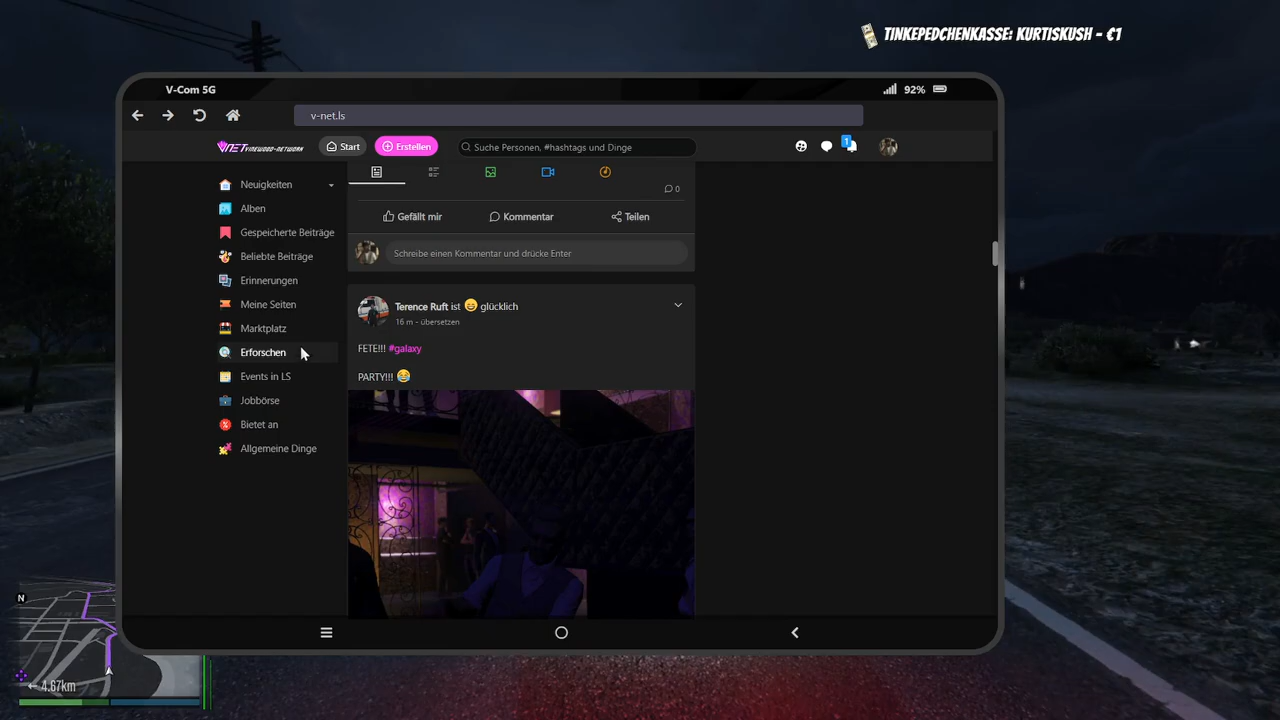 TINKEPEDCHENKASSE: KURTISKUSH - €1
V-Com 5G
92%
v-net.ls
VNET VINEWOOD-NETWORK
Start
Erstellen
Suche Personen, #hashtags und Dinge
1
Neuigkeiten
Alben
Gespeicherte Beiträge
Beliebte Beiträge
Erinnerungen
Meine Seiten
Marktplatz
Erforschen
Events in LS
Jobbörse
Bietet an
Allgemeine Dinge
0
Gefällt mir
Kommentar
Teilen
Schreibe einen Kommentar und drücke Enter
Terence Ruft ist 😄 glücklich
16 m - übersetzen
FETE!!! #galaxy
PARTY!!! 😂
N
← 4.67km